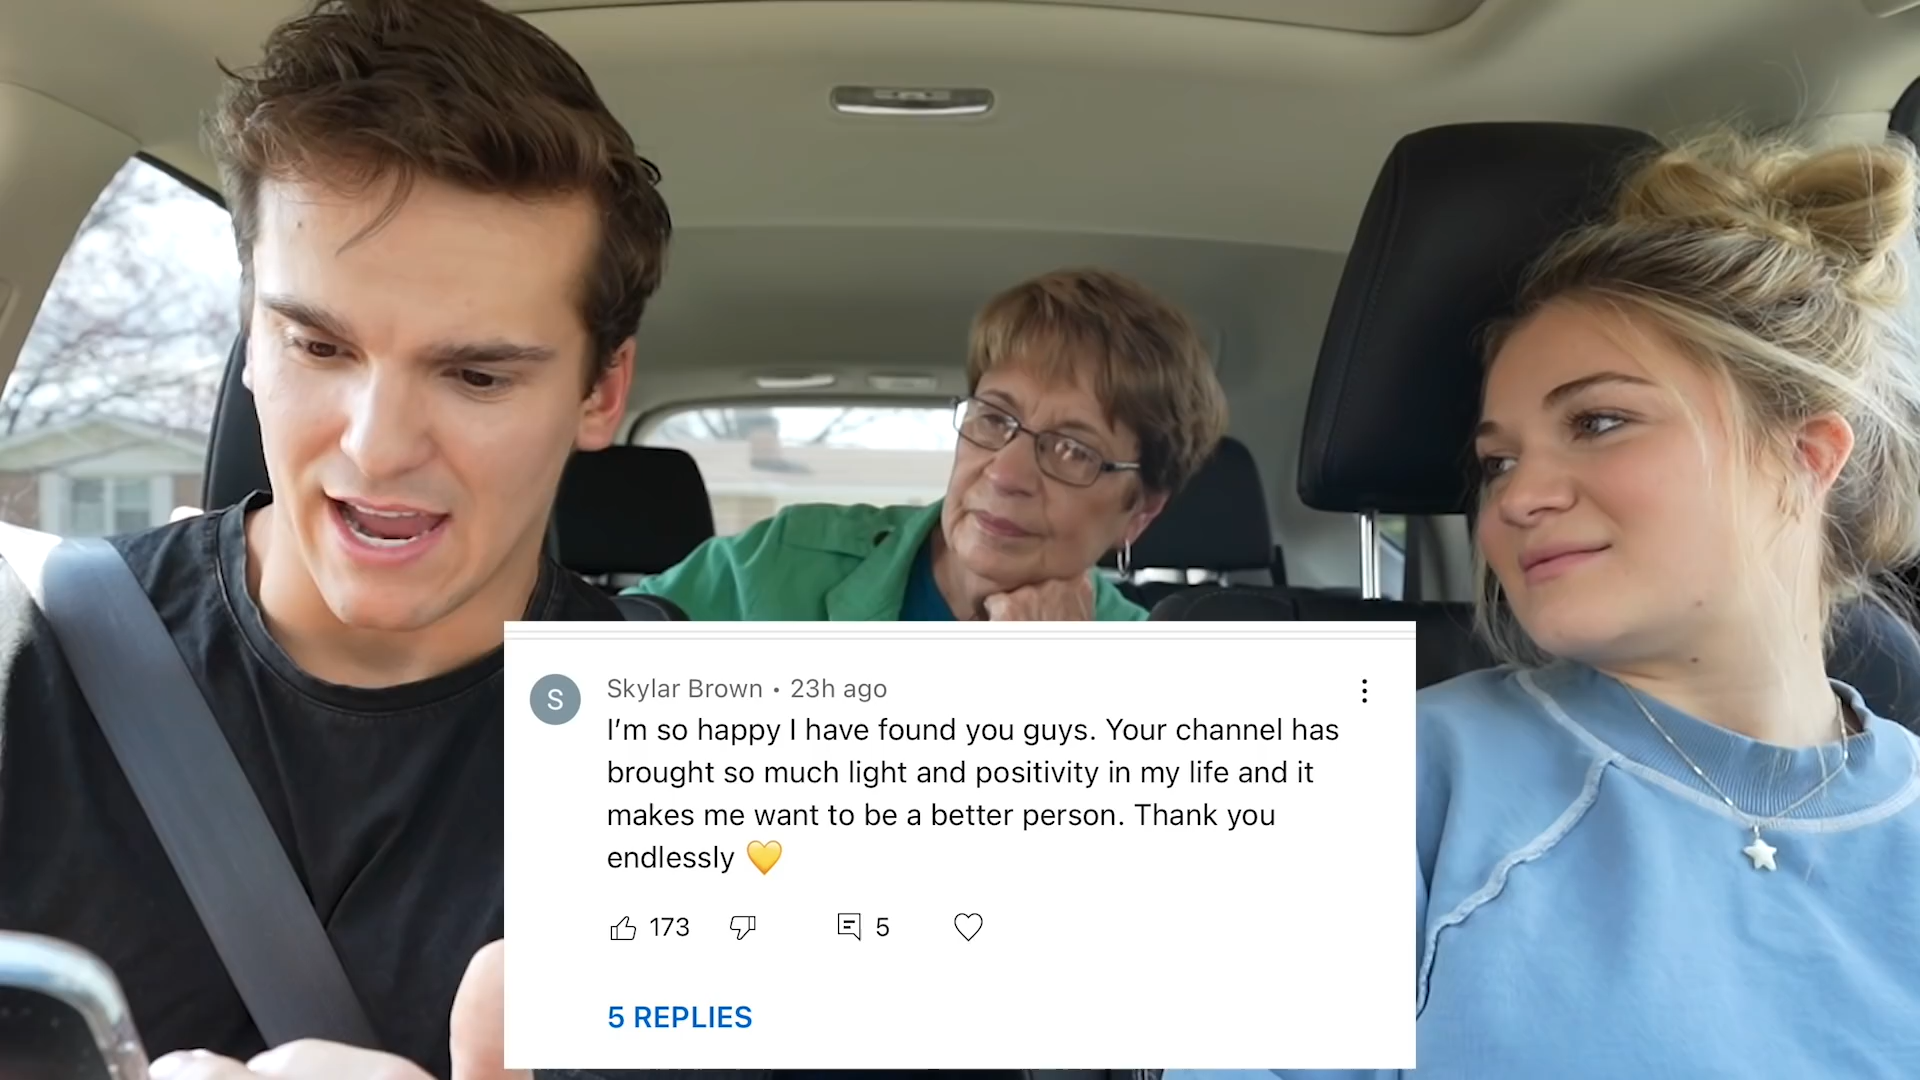 S
Skylar Brown • 23h ago
I’m so happy I have found you guys. Your channel has
brought so much light and positivity in my life and it
makes me want to be a better person. Thank you
endlessly 💛
173
5
5 REPLIES